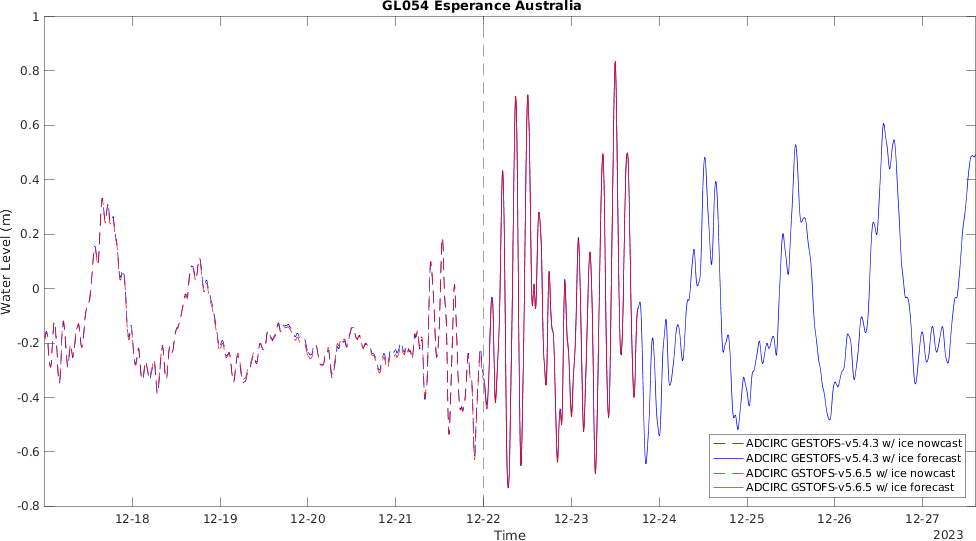 GL054 Esperance Australia
1
0.8
0.6
0.4
0.2
0
-0.2
-0.4
-0.6
-0.8
Water Level (m)
ADCIRC GESTOFS-v5.4.3 w/ ice nowcast
ADCIRC GESTOFS-v5.4.3 w/ ice forecast
ADCIRC GSTOFS-v5.6.5 w/ ice nowcast
ADCIRC GSTOFS-v5.6.5 w/ ice forecast
12-18 12-19 12-20 12-21 12-22 12-23 12-24 12-25 12-26 12-27
Time
2023